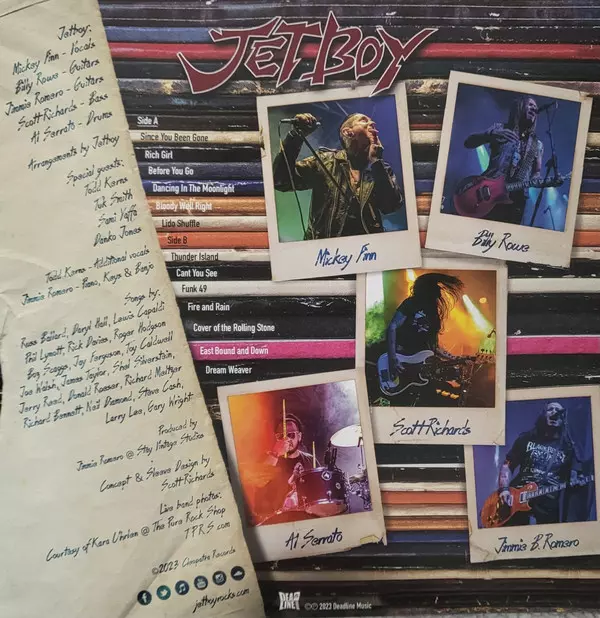 Jetboy:
Mickey Finn - Vocals
Billy Rowe - Guitars
Jimmie Romero - Guitars
Scott Richards - Bass
Al Serrato - Drums
Arrangements by Jetboy
Special guests:
Todd Kerns
Tuk Smith
Sami Yaffa
Danko Jones
Todd Kerns - Additional vocals
Jimmie Romero - Piano, Keys & Banjo
Songs by:
Russ Ballard, Daryl Hall, Lewis Capaldi
Phil Lynott, Rick Davies, Roger Hodgson
Boz Scaggs, Jay Ferguson, Toy Caldwell
Joe Walsh, James Taylor, Shel Silverstein,
Jerry Reed, Donald Roeser, Richard Meltzer
Richard Bennett, Neil Diamond, Steve Cash,
Larry Lee, Gary Wright
Produced by
Jimmie Romero @ Stay Vintage Studios
Concept & Sleeve Design by
Scott Richards
Live band photos:
Courtesy of Kara Uhrlen @ The Pure Rock Shop
TPRS.com
©2023 Cleopatra Records
jetboyrocks.com
JETBOY
Side A
Since You Been Gone
Rich Girl
Before You Go
Dancing In The Moonlight
Bloody Well Right
Lido Shuffle
Side B
Thunder Island
Cant You See
Funk 49
Fire and Rain
Cover of the Rolling Stone
East Bound and Down
Dream Weaver
Mickey Finn
Billy Rowe
Scott Richards
Al Serrato
Jimmie B. Romero
DEAD LINE
©℗ 2023 Deadline Music